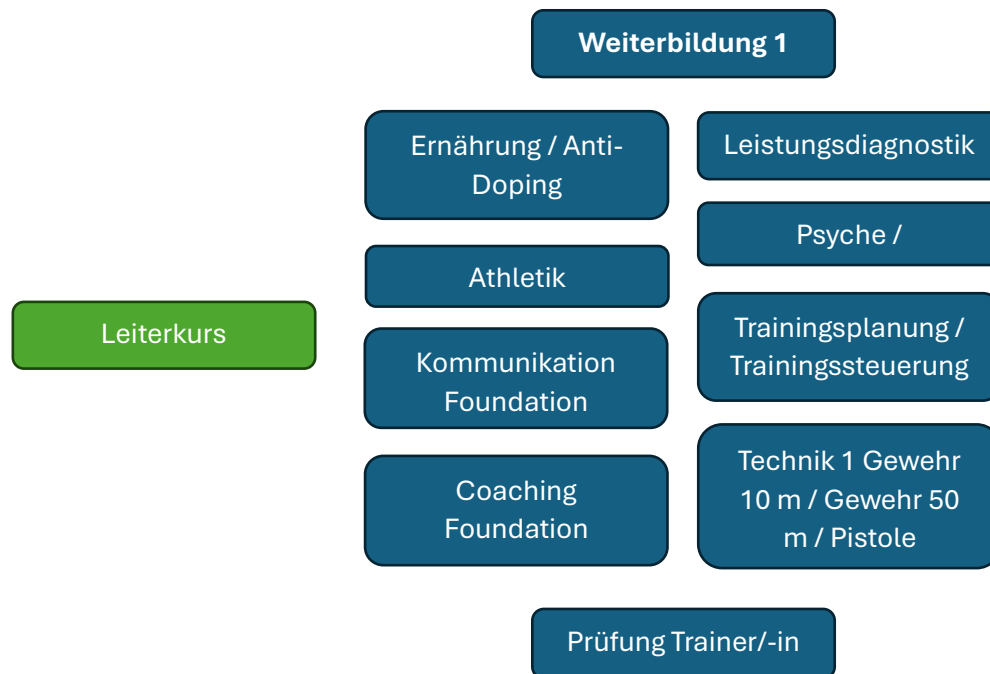 Weiterbildung 1
Leiterkurs
Ernährung / Anti-
Doping
Athletik
Kommunikation
Foundation
Coaching
Foundation
Leistungsdiagnostik
Psyche /
Trainingsplanung /
Trainingssteuerung
Technik 1 Gewehr
10 m / Gewehr 50
m / Pistole
Prüfung Trainer/-in